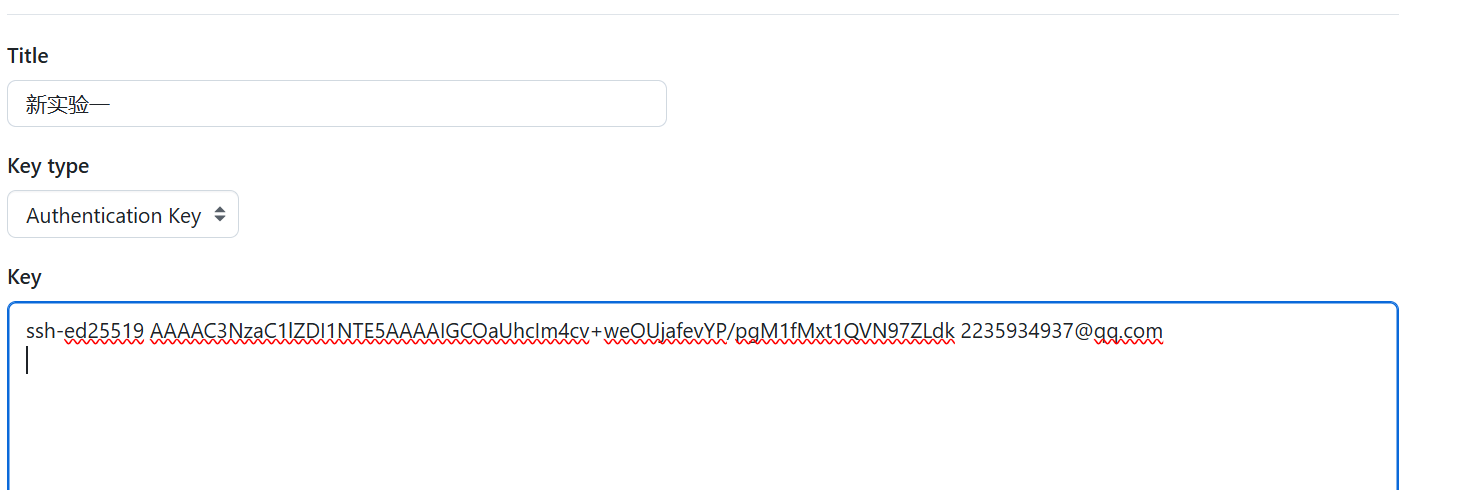 Title
新实验一
Key type
Authentication Key
Key
ssh-ed25519 AAAAC3NzaC1lZDI1NTE5AAAAIGCOaUhcIm4cv+weOUjafevYP/pgM1fMxt1QVN97ZLdk 2235934937@qq.com